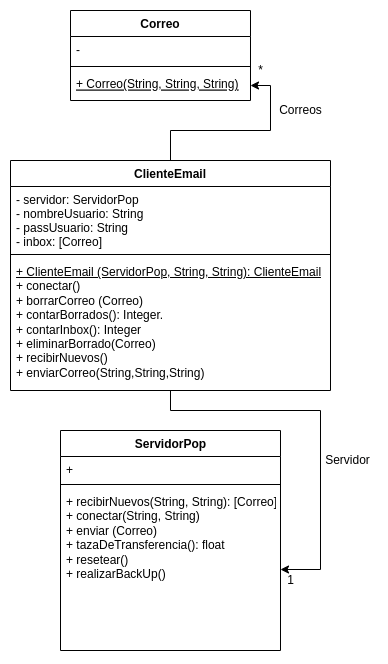 Correo
-
+ Correo(String, String, String)
*
Correos
ClienteEmail
- servidor: ServidorPop
- nombreUsuario: String
- passUsuario: String
- inbox: [Correo]
+ ClienteEmail (ServidorPop, String, String): ClienteEmail
+ conectar()
+ borrarCorreo (Correo)
+ contarBorrados(): Integer.
+ contarInbox(): Integer
+ eliminarBorrado(Correo)
+ recibirNuevos()
+ enviarCorreo(String,String,String)
Servidor
ServidorPop
+
+ recibirNuevos(String, String): [Correo]
+ conectar(String, String)
+ enviar (Correo)
+ tazaDeTransferencia(): float
+ resetear()
+ realizarBackUp()
1